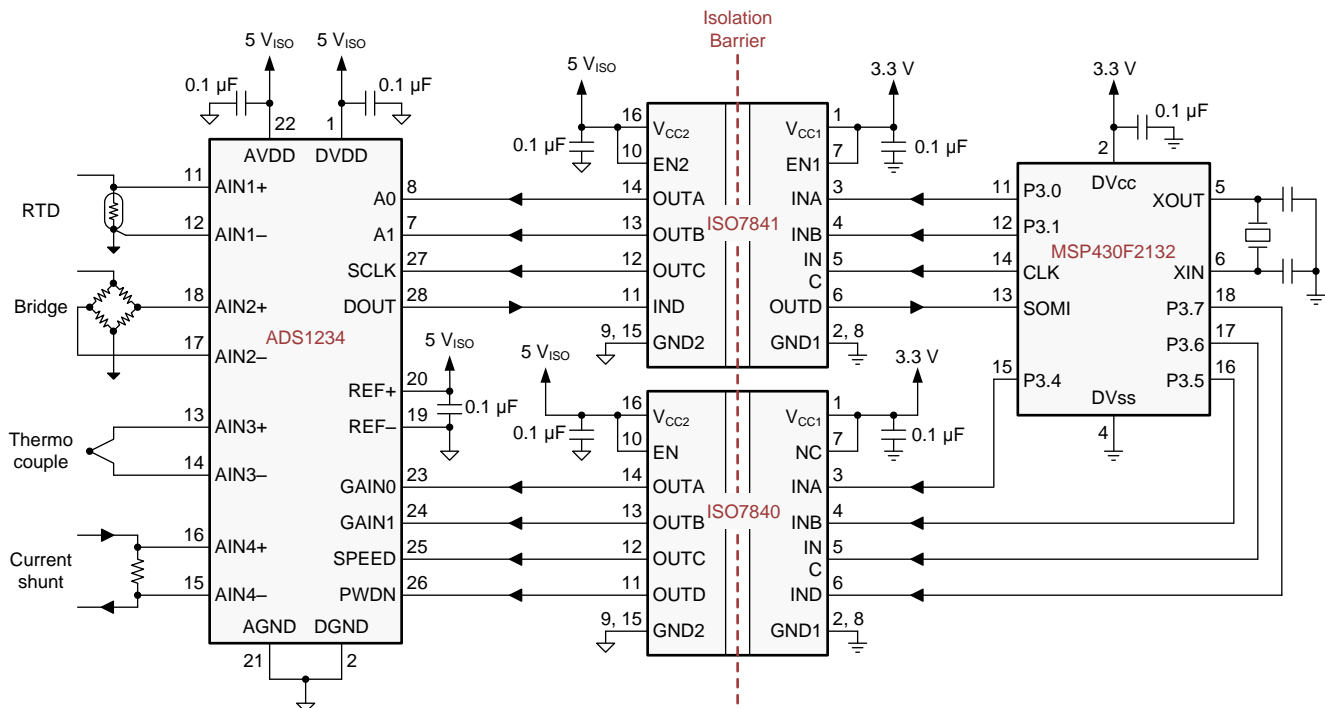 Isolation
Barrier
5 V_ISO
5 V_ISO
0.1 µF
0.1 µF
22
1
AVDD
DVDD
11
AIN1+
RTD
12
AIN1–
18
AIN2+
Bridge
17
AIN2–
13
AIN3+
Thermo
couple
14
AIN3–
16
AIN4+
Current
shunt
15
AIN4–
ADS1234
A0
8
A1
7
SCLK
27
DOUT
28
REF+
20
REF–
19
5 V_ISO
0.1 µF
GAIN0
23
GAIN1
24
SPEED
25
PWDN
26
AGND
DGND
21
2
5 V_ISO
0.1 µF
3.3 V
0.1 µF
16
V_CC2
10
EN2
14
OUTA
13
OUTB
12
OUTC
11
IND
9, 15
GND2
ISO7841
V_CC1
1
EN1
7
INA
3
INB
4
IN
C
5
OUTD
6
GND1
2, 8
5 V_ISO
0.1 µF
3.3 V
0.1 µF
16
V_CC2
10
EN
14
OUTA
13
OUTB
12
OUTC
11
OUTD
9, 15
GND2
ISO7840
V_CC1
1
NC
7
INA
3
INB
4
IN
C
5
IND
6
GND1
2, 8
3.3 V
0.1 µF
2
DVcc
11
P3.0
12
P3.1
MSP430F2132
14
CLK
13
SOMI
15
P3.4
XOUT
5
XIN
6
P3.7
18
P3.6
17
P3.5
16
DVss
4